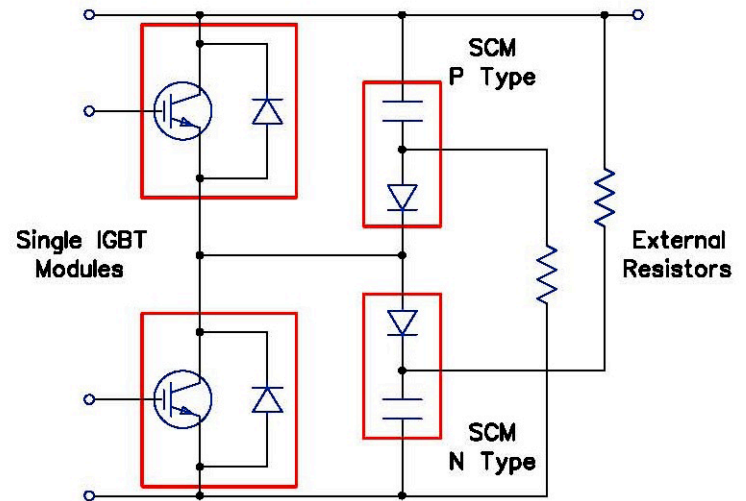 SCM
P Type
Single IGBT
Modules
External
Resistors
SCM
N Type